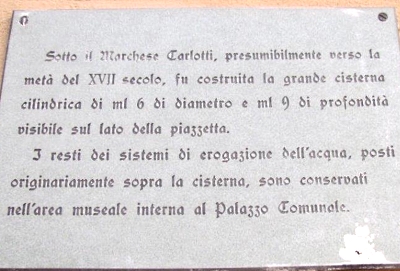 Sotto il Marchese Carlotti, presumibilmente verso la
metà del XVII secolo, fu costruita la grande cisterna
cilindrica di ml 6 di diametro e ml 9 di profondità
visibile sul lato della piazzetta.
I resti dei sistemi di erogazione dell'acqua, posti
originariamente sopra la cisterna, sono conservati
nell'area museale interna al Palazzo Comunale.